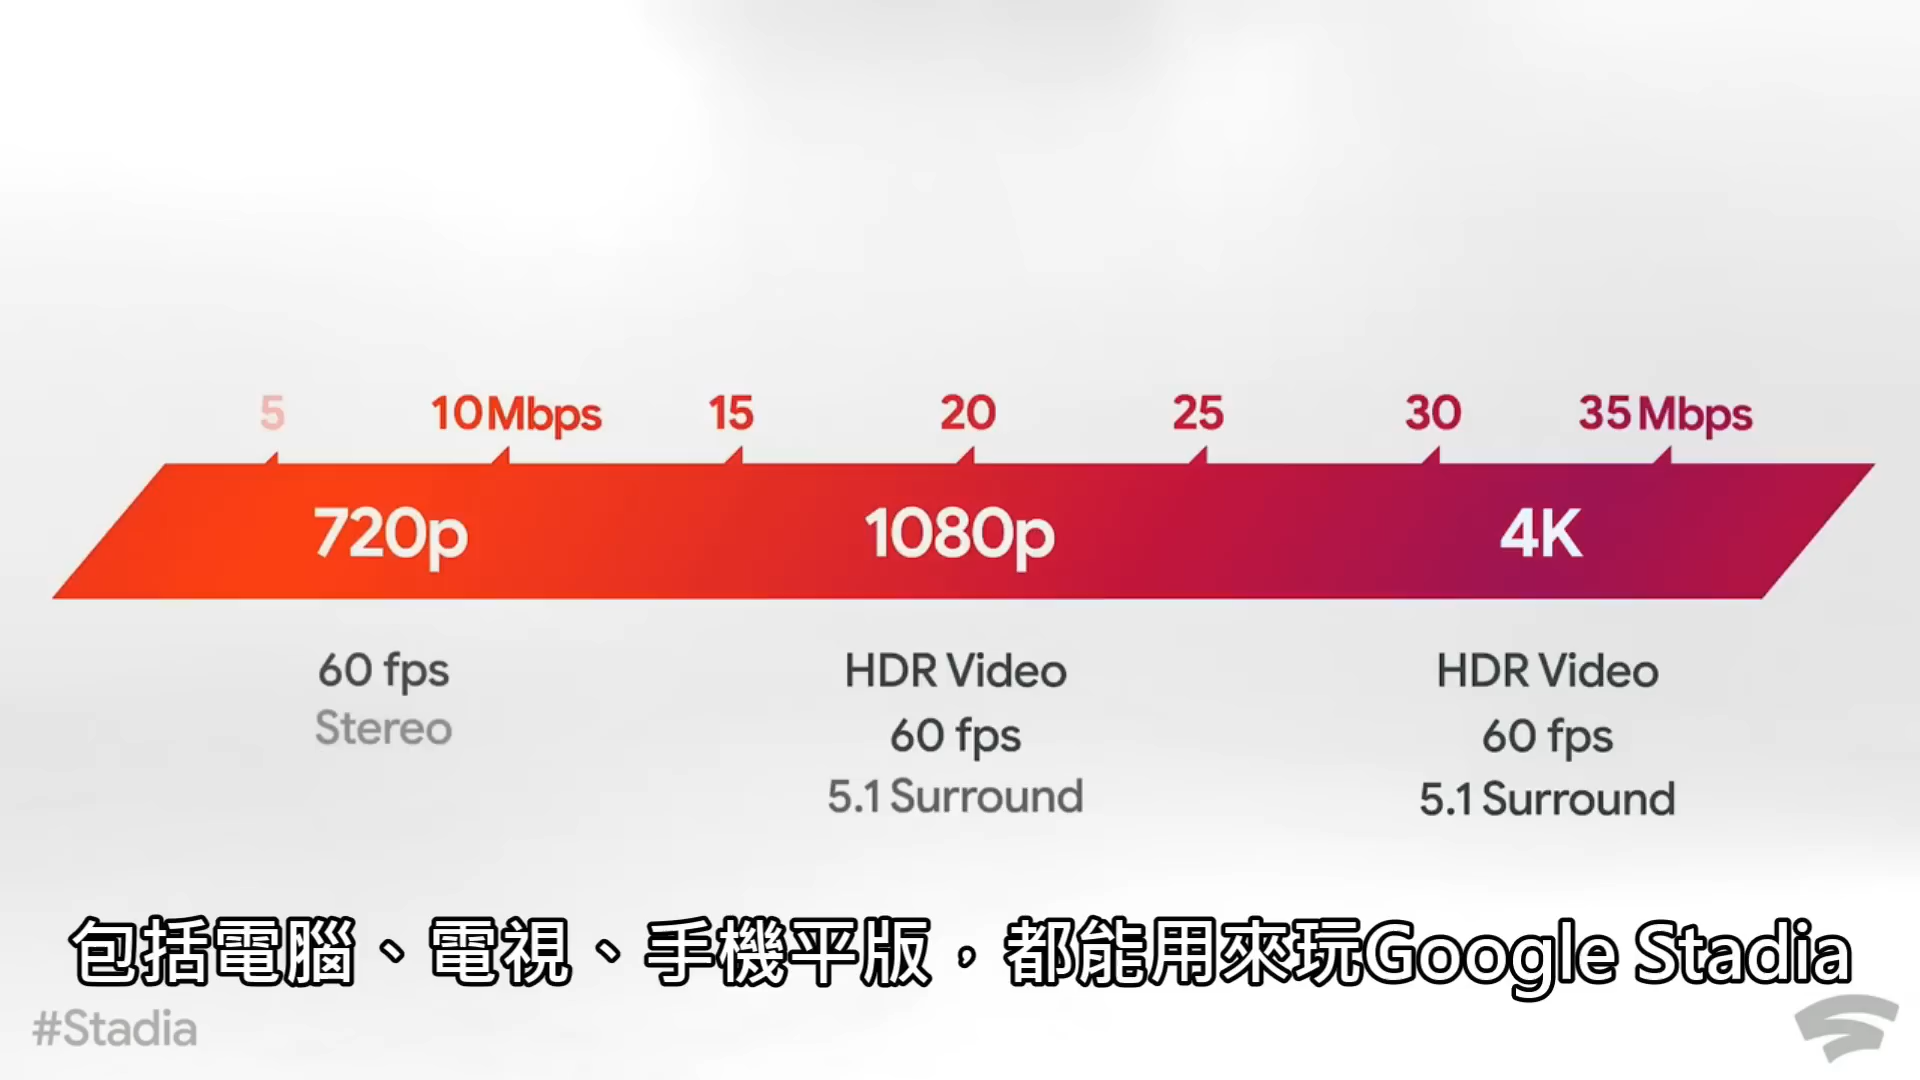 5 10 Mbps 15 20 25 30 35 Mbps
720p 1080p 4K
60 fps HDR Video HDR Video
Stereo 60 fps 60 fps
5.1 Surround 5.1 Surround
包括電腦、電視、手機平版，都能用來玩Google Stadia
#Stadia